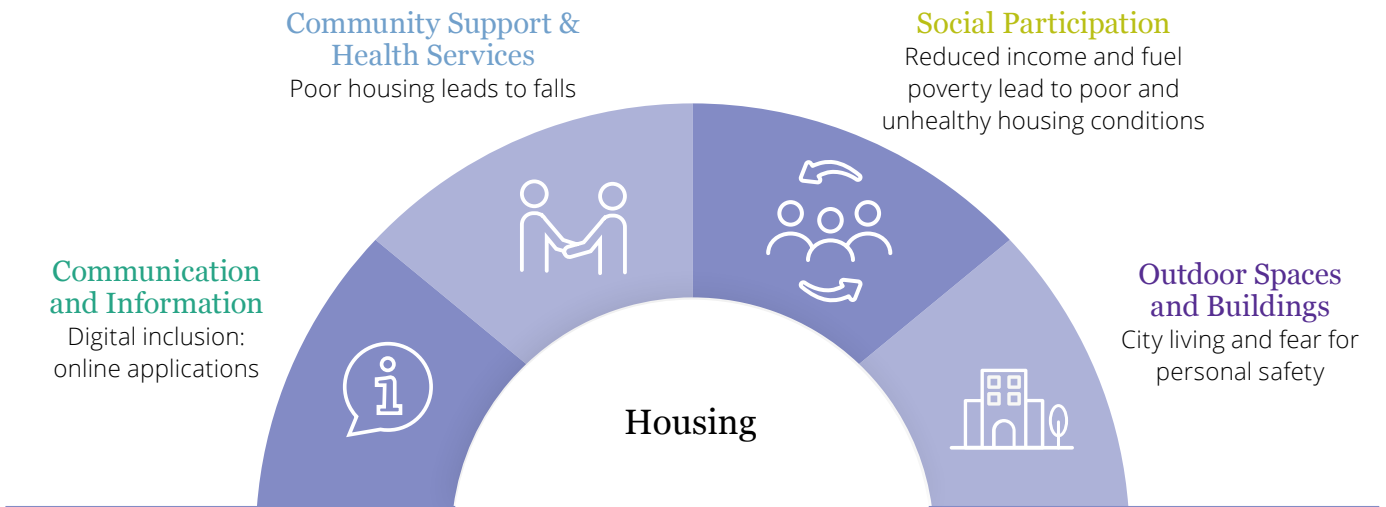 Community Support &
Health Services
Poor housing leads to falls
Social Participation
Reduced income and fuel
poverty lead to poor and
unhealthy housing conditions
Communication
and Information
Digital inclusion:
online applications
Outdoor Spaces
and Buildings
City living and fear for
personal safety
Housing